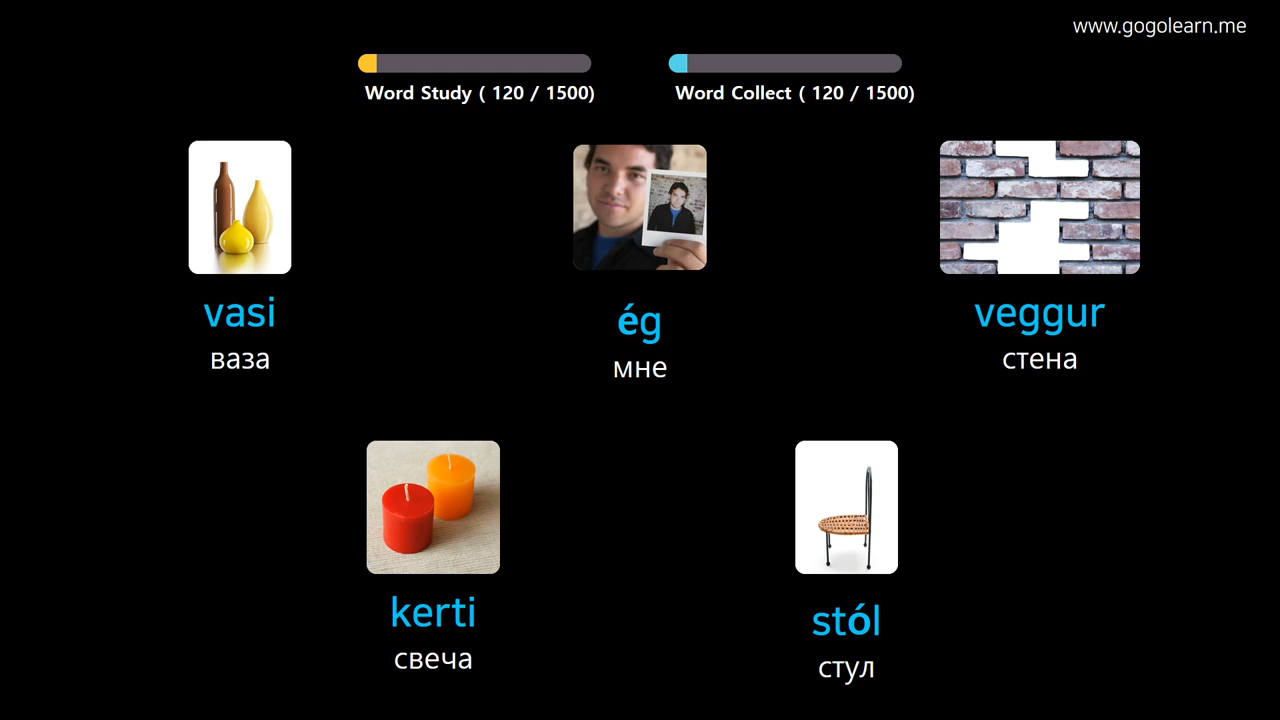 www.gogolearn.me
Word Study ( 120 / 1500)
Word Collect ( 120 / 1500)
vasi
ваза
ég
мне
veggur
стена
kerti
свеча
stól
стул